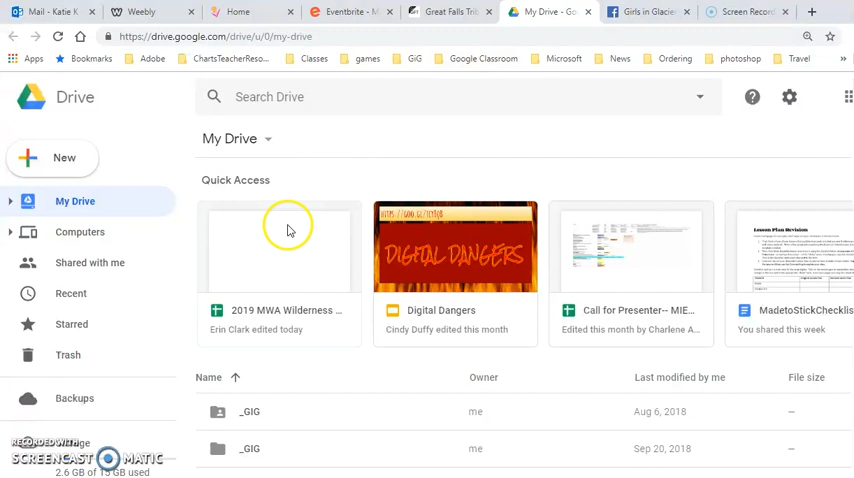 Mail - Katie K
Weebly
Home
Eventbrite - M
Great Falls Trib
My Drive - Goo
Girls in Glacie
Screen Record
https://drive.google.com/drive/u/0/my-drive
Apps
Bookmarks
Adobe
ChartsTeacherReso...
Classes
games
GiG
Google Classroom
Microsoft
News
Ordering
photoshop
Travel
»
Drive
Search Drive
My Drive
New
Quick Access
My Drive
Computers
Shared with me
Recent
Starred
Trash
Backups
HTTPS://GOO.GL/
DIGITAL DANGERS
Lesson Plan Revision
2019 MWA Wilderness ...
Erin Clark edited today
Digital Dangers
Cindy Duffy edited this month
Call for Presenter-- MIE...
Edited this month by Charlene A...
MadetoStickChecklis
You shared this week
Name
Owner
Last modified by me
File size
_GIG
me
Aug 6, 2018
—
_GIG
me
Sep 20, 2018
—
RECORDED WITH
SCREENCAST MATIC
2.6 GB of 15 GB used